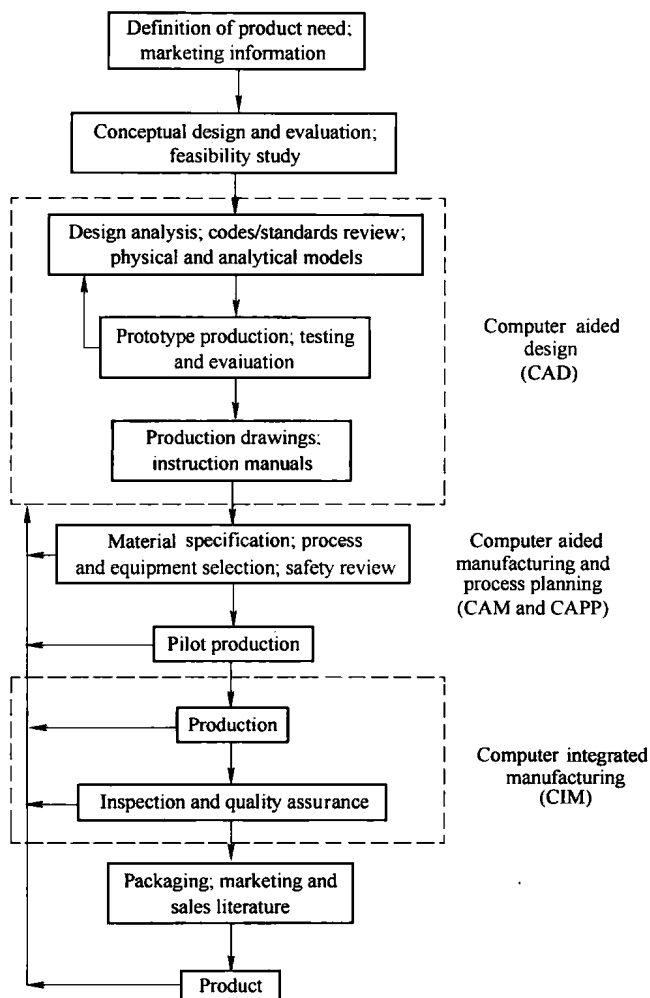 Definition of product need;
marketing information
Conceptual design and evaluation;
feasibility study
Design analysis; codes/standards review;
physical and analytical models
Prototype production; testing
and evaiuation
Computer aided
design
(CAD)
Production drawings;
instruction manuals
Material specification; process
and equipment selection; safety review
Computer aided
manufacturing and
process planning
(CAM and CAPP)
Pilot production
Production
Inspection and quality assurance
Computer integrated
manufacturing
(CIM)
Packaging; marketing and
sales literature
Product